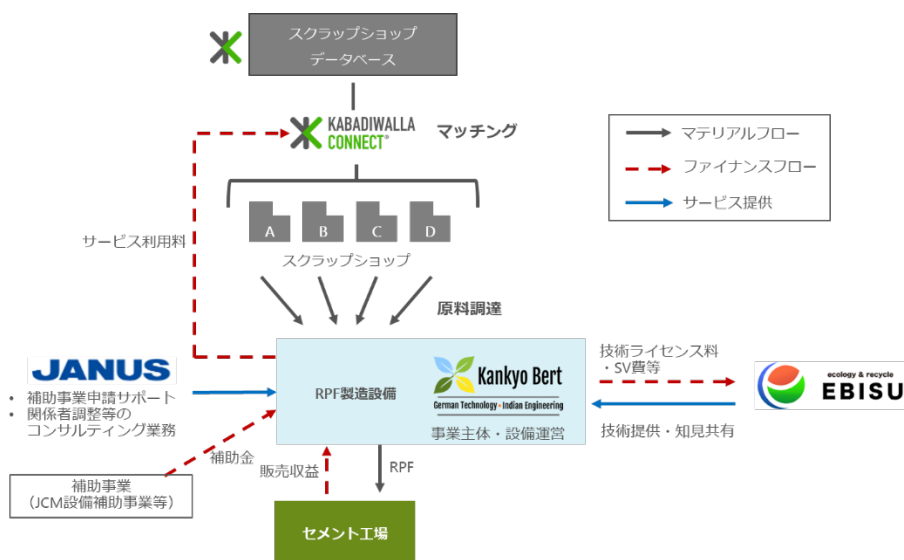 スクラップショップ
データベース
KABADIWALLA
CONNECT®
マッチング
マテリアルフロー
ファイナンスフロー
サービス提供
A
B
C
D
スクラップショップ
サービス利用料
原料調達
JANUS
• 補助事業申請サポート
• 関係者調整等の
コンサルティング業務
RPF製造設備
Kankyo Bert
German Technology • Indian Engineering
事業主体・設備運営
技術ライセンス料
・SV費等
ecology & recycle
EBISU
技術提供・知見共有
補助金
販売収益
RPF
補助事業
（JCM設備補助事業等）
セメント工場